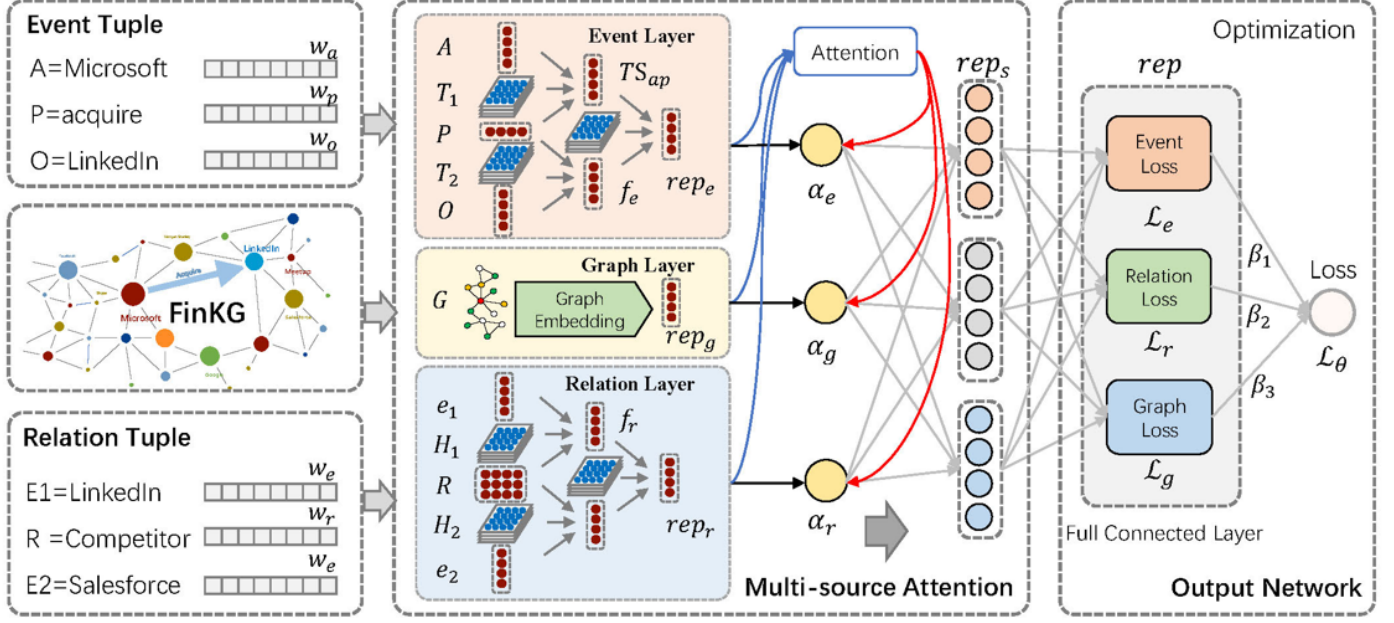 Event Tuple
A=Microsoft
w_a
P=acquire
w_p
O=LinkedIn
w_o
LinkedIn
Acquire
Meetup
Microsoft
FinKG
Google
Relation Tuple
E1=LinkedIn
w_e
R =Competitor
w_r
E2=Salesforce
w_e
Event Layer
A
T_1
P
T_2
O
TS_ap
f_e
rep_e
Graph Layer
G
Graph
Embedding
rep_g
Relation Layer
e_1
H_1
R
H_2
e_2
f_r
rep_r
Attention
α_e
α_g
α_r
rep_s
Multi-source Attention
Optimization
rep
Event
Loss
ℒ_e
Relation
Loss
ℒ_r
Graph
Loss
ℒ_g
β_1
β_2
β_3
Loss
ℒ_θ
Full Connected Layer
Output Network